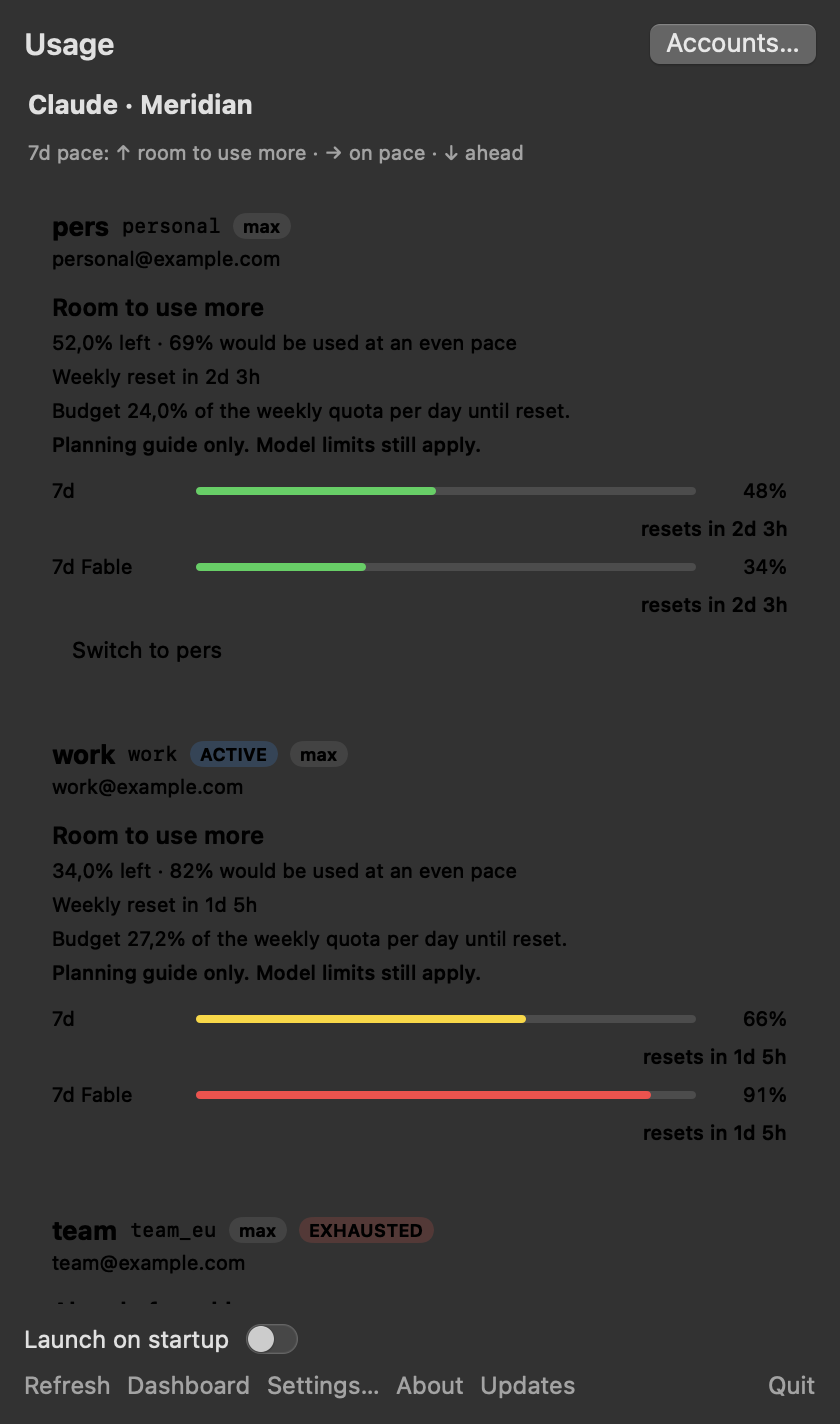 Usage
Accounts...
Claude · Meridian
7d pace: ↑ room to use more · → on pace · ↓ ahead
pers personal max
personal@example.com
Room to use more
52,0% left · 69% would be used at an even pace
Weekly reset in 2d 3h
Budget 24,0% of the weekly quota per day until reset.
Planning guide only. Model limits still apply.
7d 48%
resets in 2d 3h
7d Fable 34%
resets in 2d 3h
Switch to pers
work work ACTIVE max
work@example.com
Room to use more
34,0% left · 82% would be used at an even pace
Weekly reset in 1d 5h
Budget 27,2% of the weekly quota per day until reset.
Planning guide only. Model limits still apply.
7d 66%
resets in 1d 5h
7d Fable 91%
resets in 1d 5h
team team_eu max EXHAUSTED
team@example.com
Launch on startup
Refresh Dashboard Settings... About Updates Quit